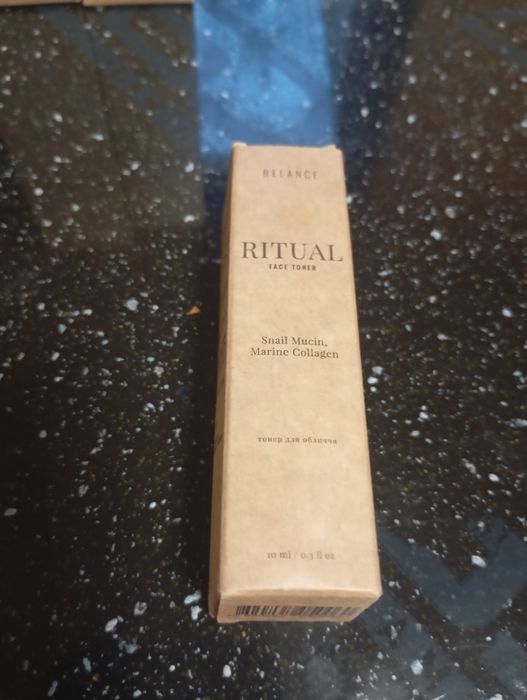 RELANCE
RITUAL
FACE TONER
Snail Mucin,
Marine Collagen
тонер для обличчя
10 ml / 0.3 fl oz